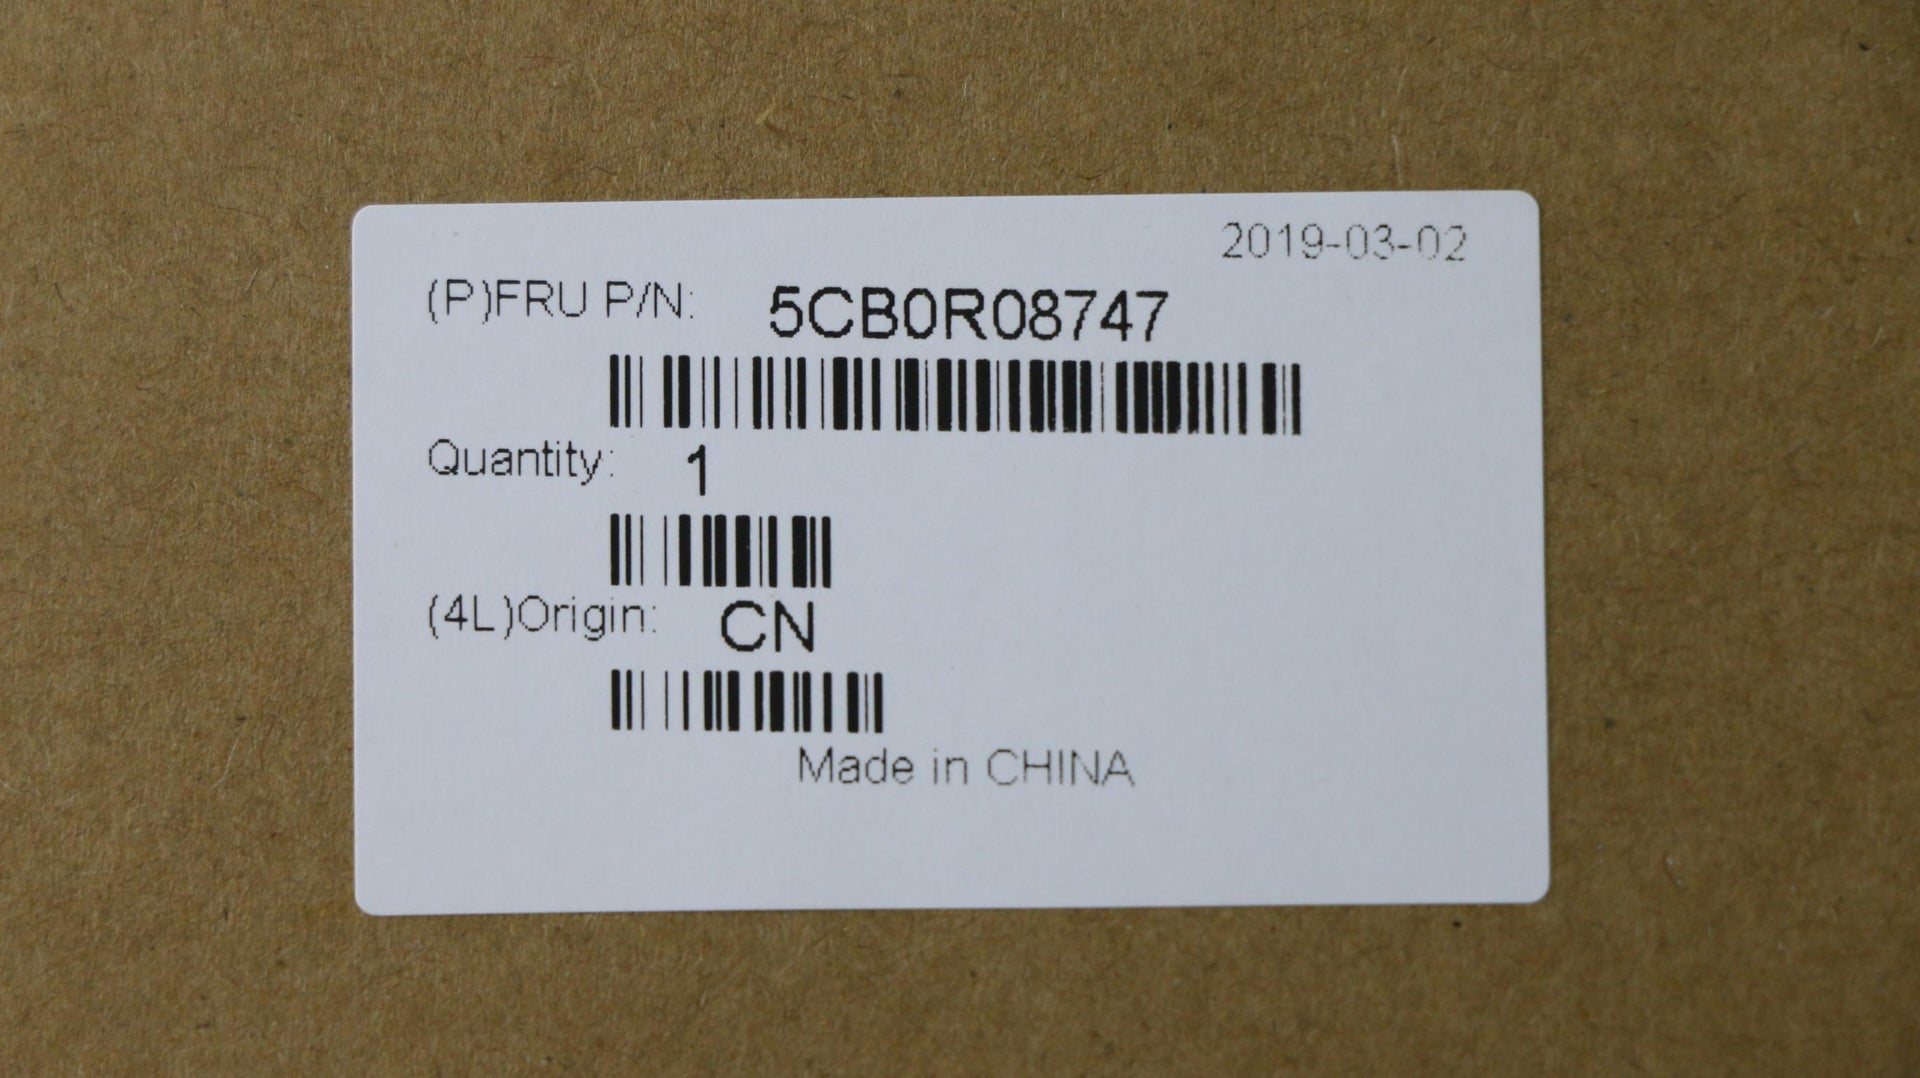 2019-03-02
(P)FRU P/N: 5CB0R08747
Quantity: 1
(4L)Origin: CN
Made in CHINA